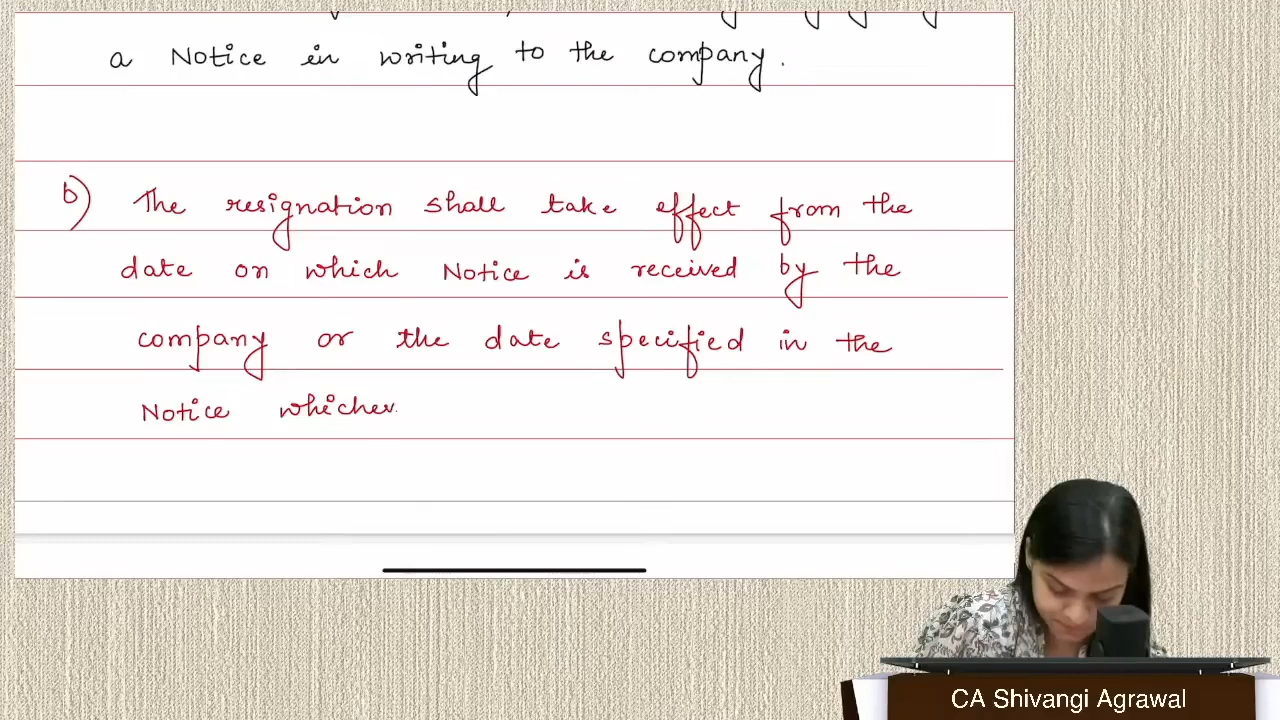 a Notice in writing to the company.
b) The resignation shall take effect from the
date on which Notice is received by the
company or the date specified in the
Notice whichev
CA Shivangi Agrawal